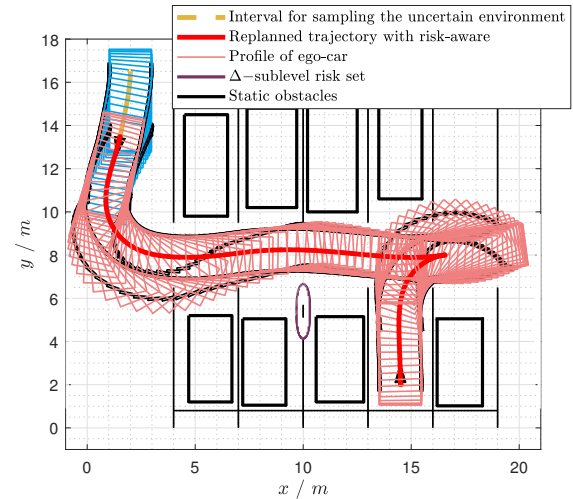 Interval for sampling the uncertain environment
Replanned trajectory with risk-aware
Profile of ego-car
Δ−sublevel risk set
Static obstacles
18
16
14
12
10
8
6
4
2
0
y / m
0 5 10 15 20
x / m